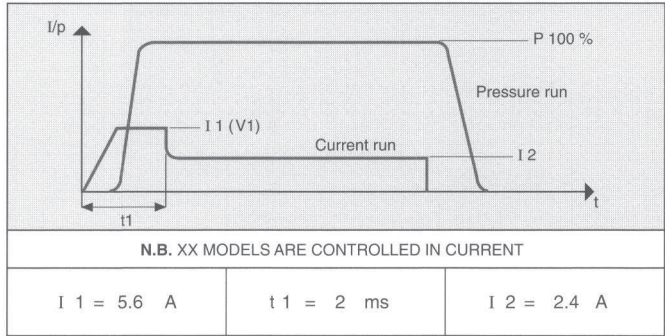 I/p
P 100 %
Pressure run
I 1 (V1)
Current run
I 2
t
t1
N.B. XX MODELS ARE CONTROLLED IN CURRENT
I 1 = 5.6 A
t 1 = 2 ms
I 2 = 2.4 A